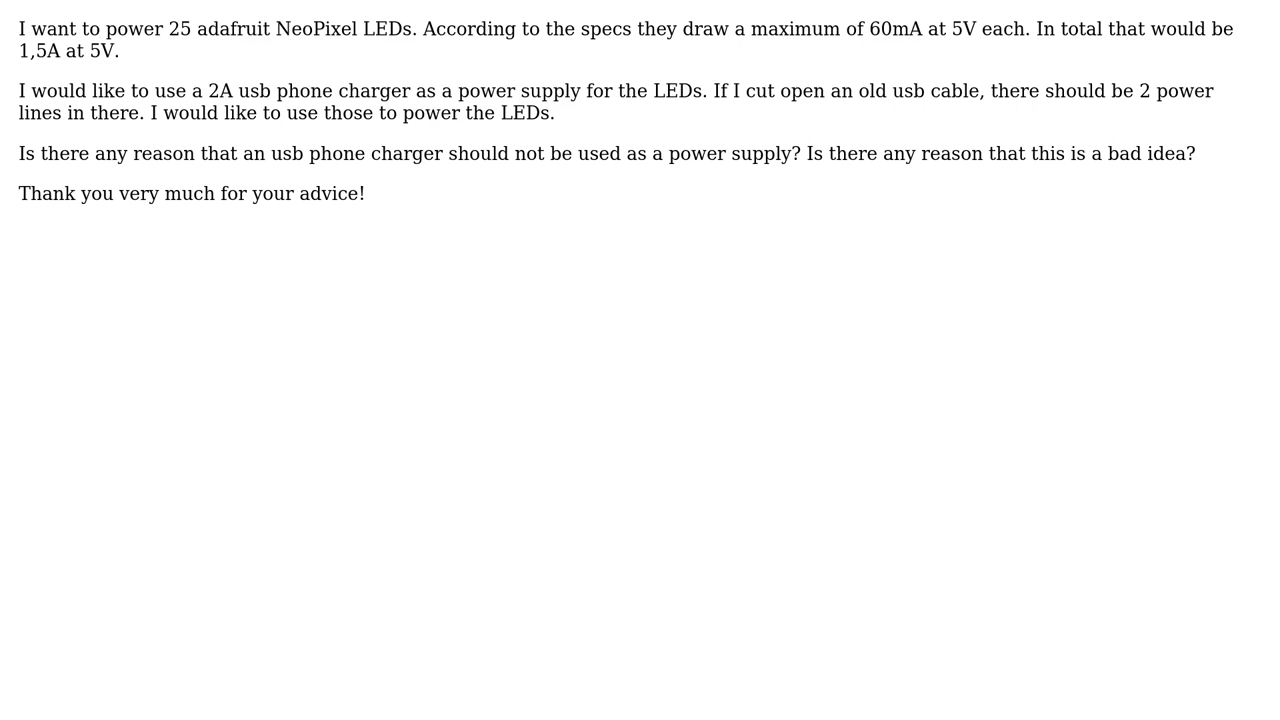 I want to power 25 adafruit NeoPixel LEDs. According to the specs they draw a maximum of 60mA at 5V each. In total that would be
1,5A at 5V.
I would like to use a 2A usb phone charger as a power supply for the LEDs. If I cut open an old usb cable, there should be 2 power
lines in there. I would like to use those to power the LEDs.
Is there any reason that an usb phone charger should not be used as a power supply? Is there any reason that this is a bad idea?
Thank you very much for your advice!